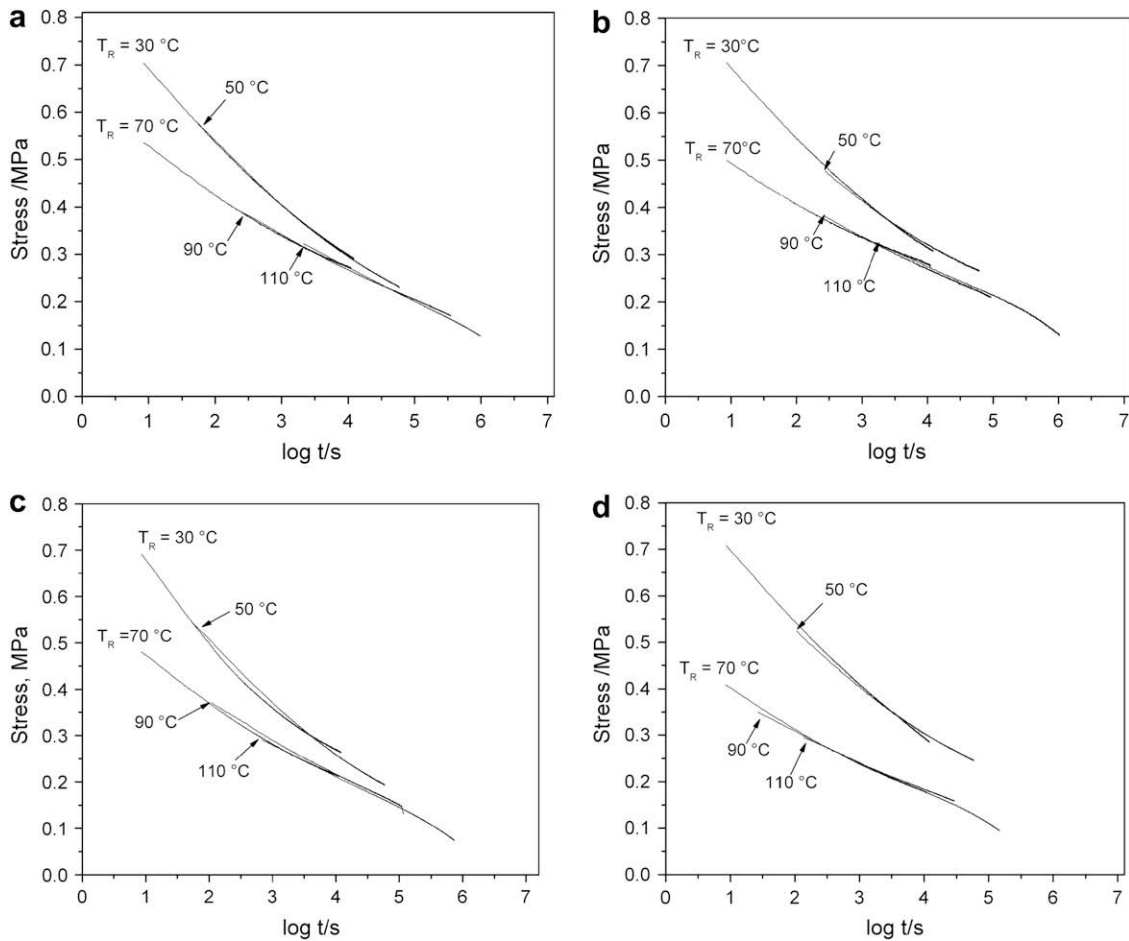 a
0.8
0.7
0.6
0.5
0.4
0.3
0.2
0.1
0.0
Stress /MPa
T_R = 30 °C
50 °C
T_R = 70 °C
90 °C
110 °C
0 1 2 3 4 5 6 7
log t/s
b
0.8
0.7
0.6
0.5
0.4
0.3
0.2
0.1
0.0
Stress /MPa
T_R = 30°C
50 °C
T_R = 70°C
90 °C
110 °C
0 1 2 3 4 5 6 7
log t/s
c
0.8
0.7
0.6
0.5
0.4
0.3
0.2
0.1
0.0
Stress, MPa
T_R = 30 °C
50 °C
T_R =70 °C
90 °C
110 °C
0 1 2 3 4 5 6 7
log t/s
d
0.8
0.7
0.6
0.5
0.4
0.3
0.2
0.1
0.0
Stress /MPa
T_R = 30 °C
50 °C
T_R = 70 °C
90 °C
110 °C
0 1 2 3 4 5 6 7
log t/s